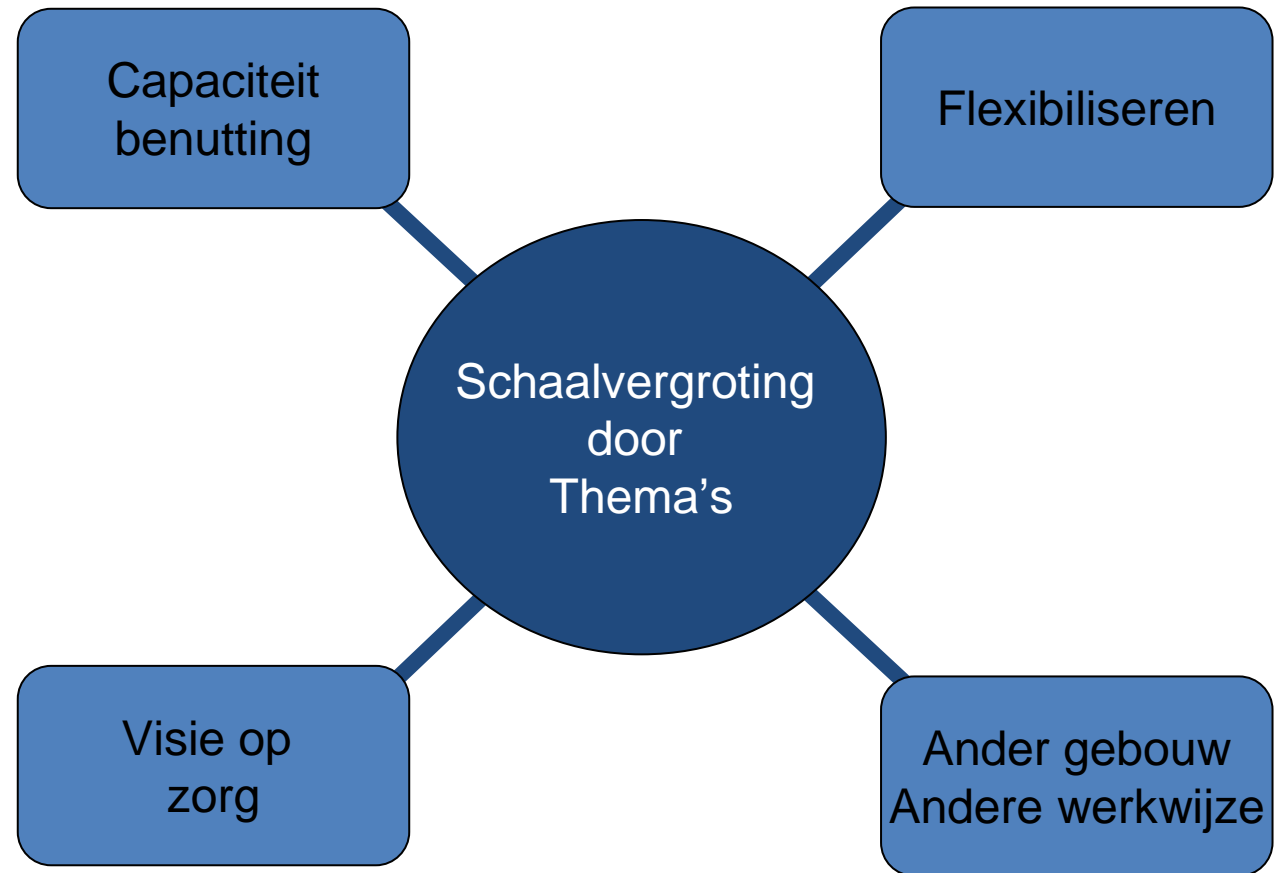 Capaciteit
benutting
Flexibiliseren
Schaalvergroting
door
Thema’s
Visie op
zorg
Ander gebouw
Andere werkwijze